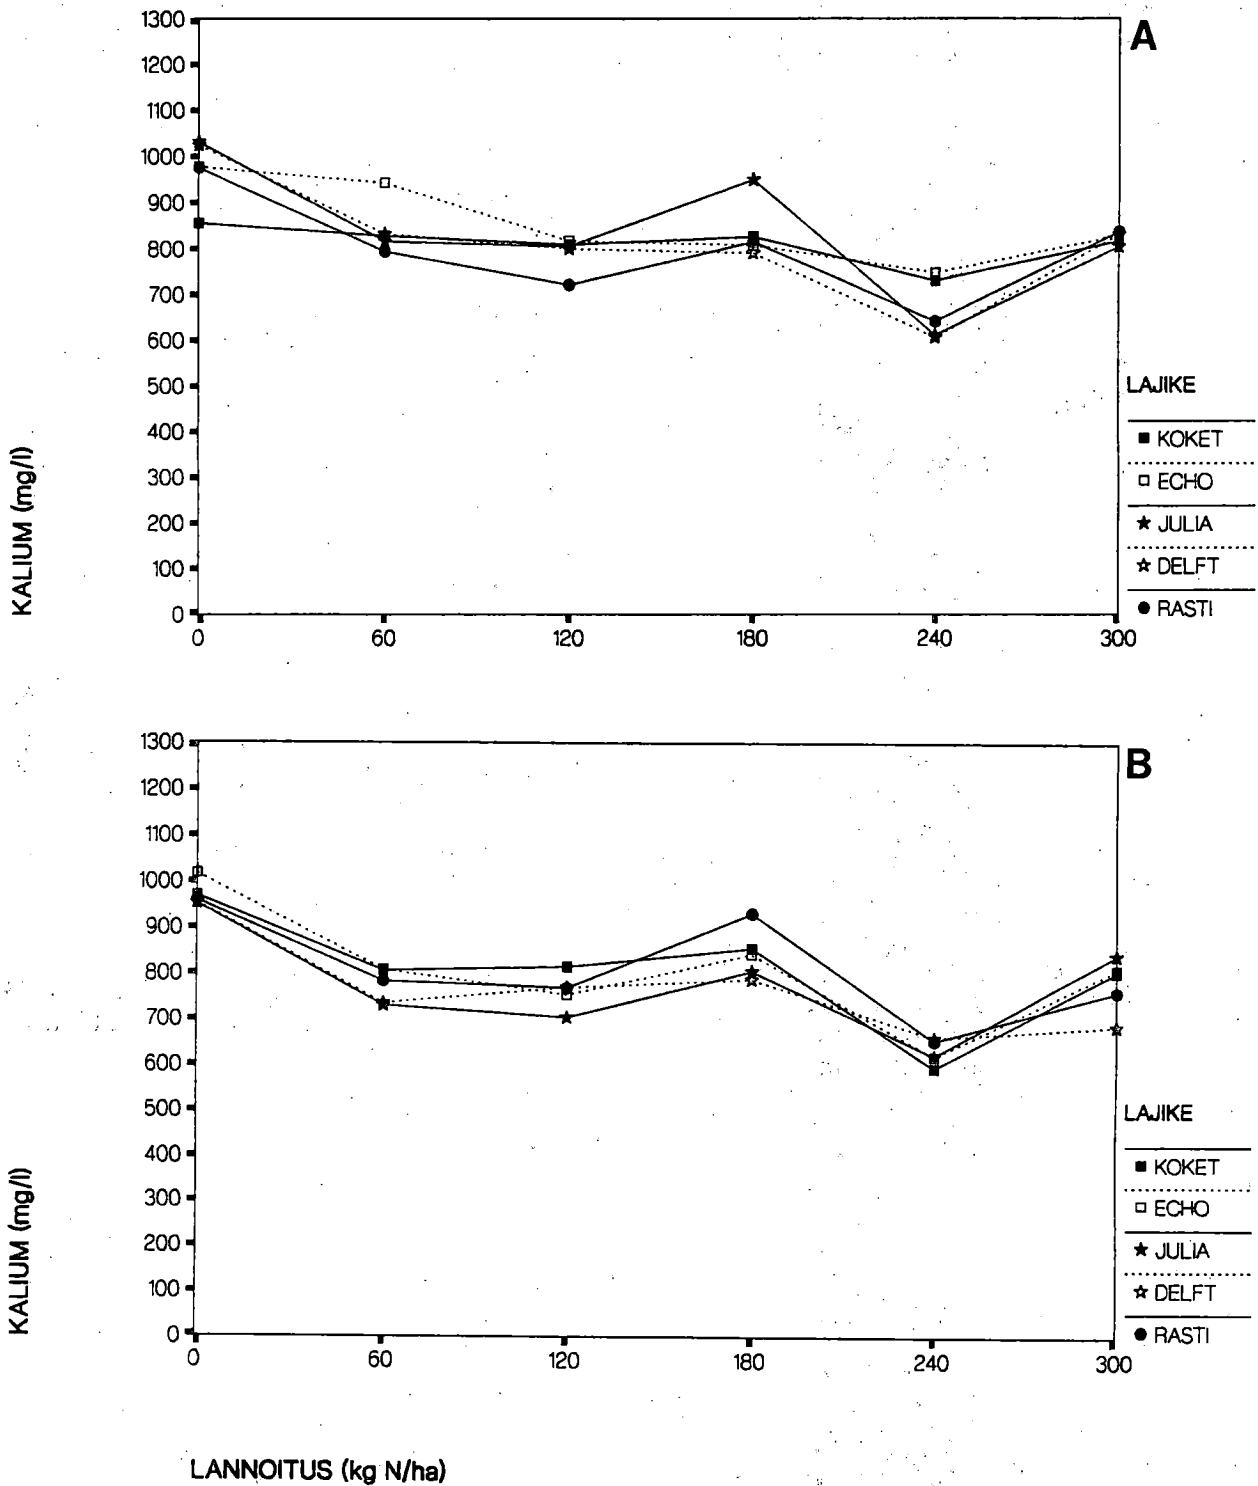 A
1300
1200
1100
1000
900
800
700
600
500
400
300
200
100
0
KALIUM (mg/l)
0 60 120 180 240 300
LAJIKE
KOKET
ECHO
JULIA
DELFT
RASTI
B
1300
1200
1100
1000
900
800
700
600
500
400
300
200
100
0
KALIUM (mg/l)
0 60 120 180 240 300
LAJIKE
KOKET
ECHO
JULIA
DELFT
RASTI
LANNOITUS (kg N/ha)